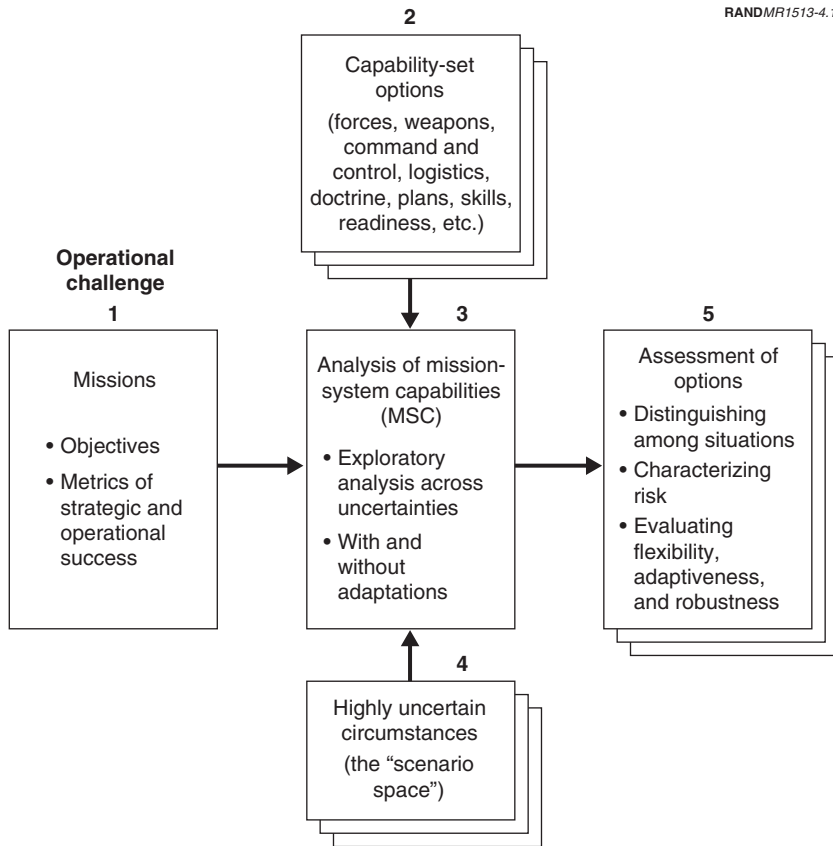 RANDMR1513-4.1
2
Capability-set
options
(forces, weapons,
command and
control, logistics,
doctrine, plans, skills,
readiness, etc.)
Operational
challenge
1
Missions
• Objectives
• Metrics of
strategic and
operational
success
3
Analysis of mission-
system capabilities
(MSC)
• Exploratory
analysis across
uncertainties
• With and
without
adaptations
5
Assessment of
options
• Distinguishing
among situations
• Characterizing
risk
• Evaluating
flexibility,
adaptiveness,
and robustness
4
Highly uncertain
circumstances
(the “scenario
space”)